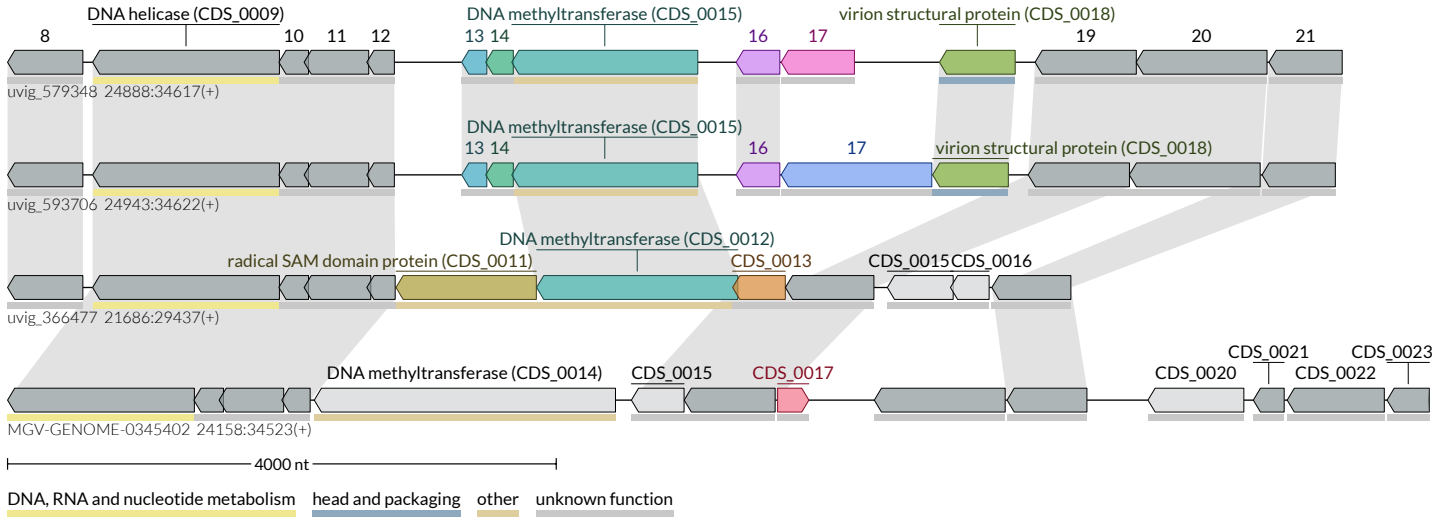 DNA helicase (CDS_0009) DNA methyltransferase (CDS_0015) virion structural protein (CDS_0018)
8 10 11 12 13 14 16 17 19 20 21
uvig_579348 24888:34617(+)
DNA methyltransferase (CDS_0015)
13 14 16 17 virion structural protein (CDS_0018)
uvig_593706 24943:34622(+)
DNA methyltransferase (CDS_0012)
radical SAM domain protein (CDS_0011) CDS_0013 CDS_0015 CDS_0016
uvig_366477 21686:29437(+)
CDS_0021 CDS_0023
DNA methyltransferase (CDS_0014) CDS_0015 CDS_0017 CDS_0020 CDS_0022
MGV-GENOME-0345402 24158:34523(+)
4000 nt
DNA, RNA and nucleotide metabolism head and packaging other unknown function